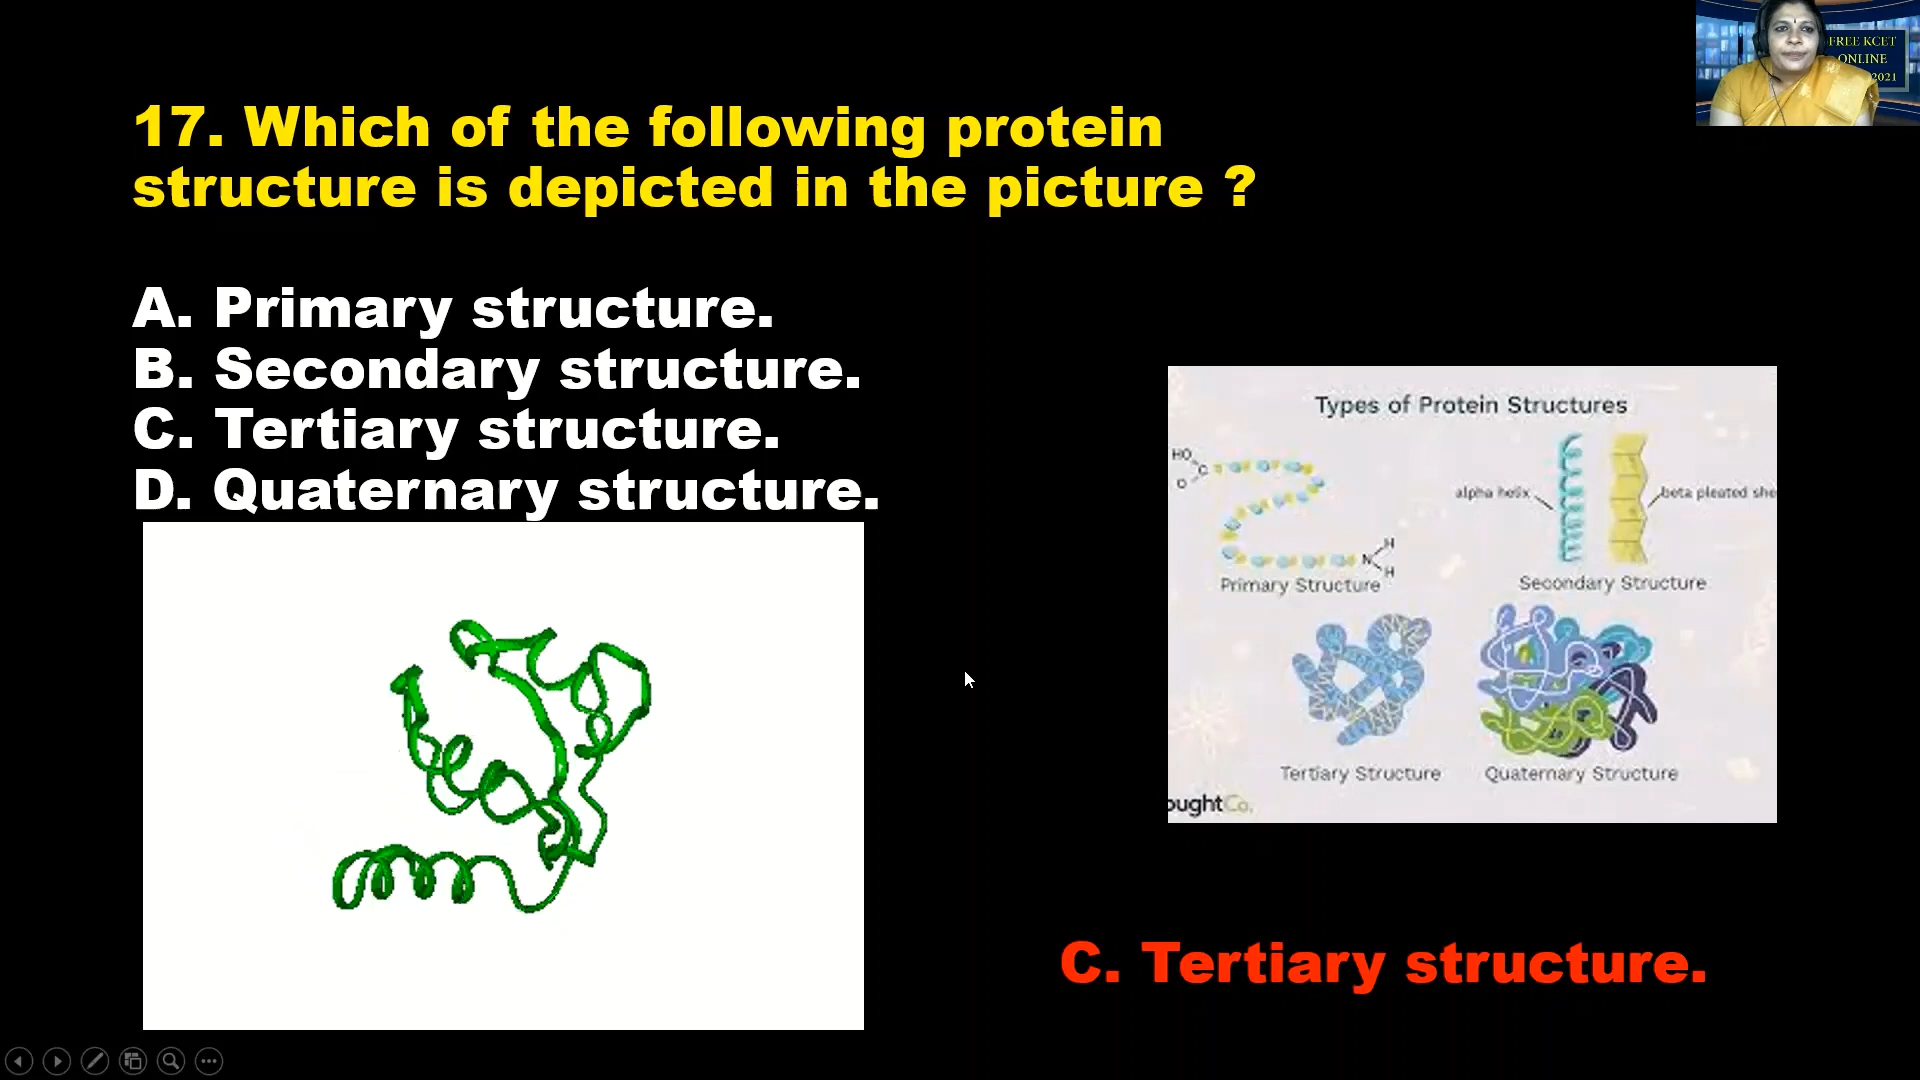 FREE KCET
ONLINE
2021
17. Which of the following protein
structure is depicted in the picture ?
A. Primary structure.
B. Secondary structure.
C. Tertiary structure.
D. Quaternary structure.
Types of Protein Structures
HO
C
O
alpha helix
beta pleated she
N
H
H
Primary Structure
Secondary Structure
Tertiary Structure
Quaternary Structure
oughtCo.
C. Tertiary structure.